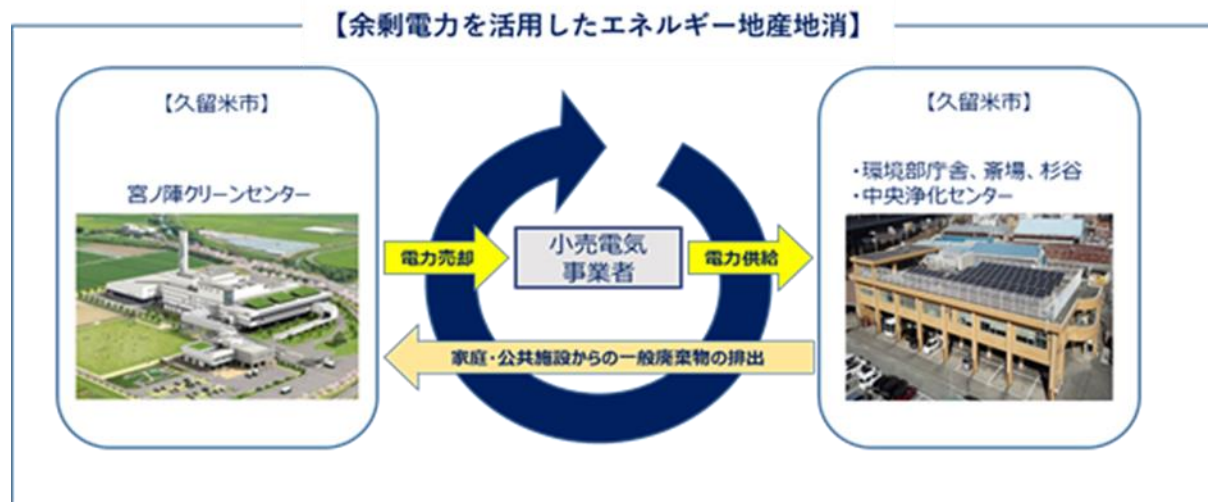 【余剰電力を活用したエネルギー地産地消】
【久留米市】
宮ノ陣クリーンセンター
電力売却
小売電気
事業者
電力供給
家庭・公共施設からの一般廃棄物の排出
【久留米市】
・環境部庁舎、斎場、杉谷
・中央浄化センター